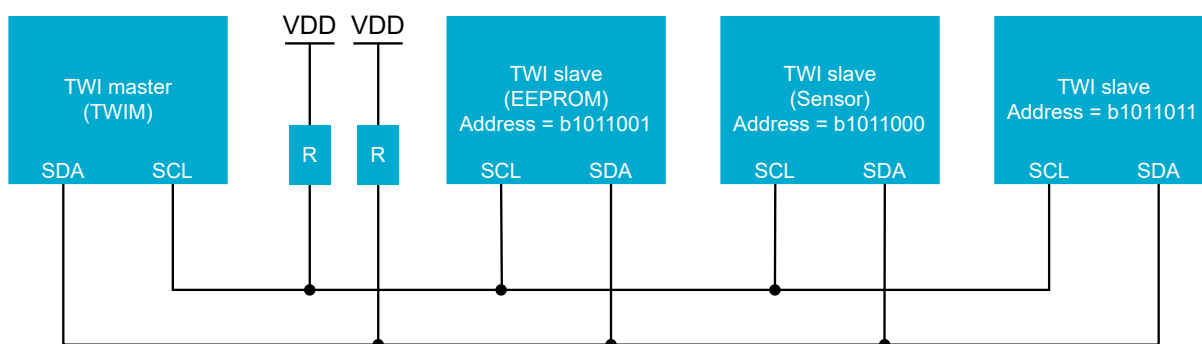 TWI master
(TWIM)
SDA
SCL
VDD
VDD
R
R
TWI slave
(EEPROM)
Address = b1011001
SCL
SDA
TWI slave
(Sensor)
Address = b1011000
SCL
SDA
TWI slave
Address = b1011011
SCL
SDA